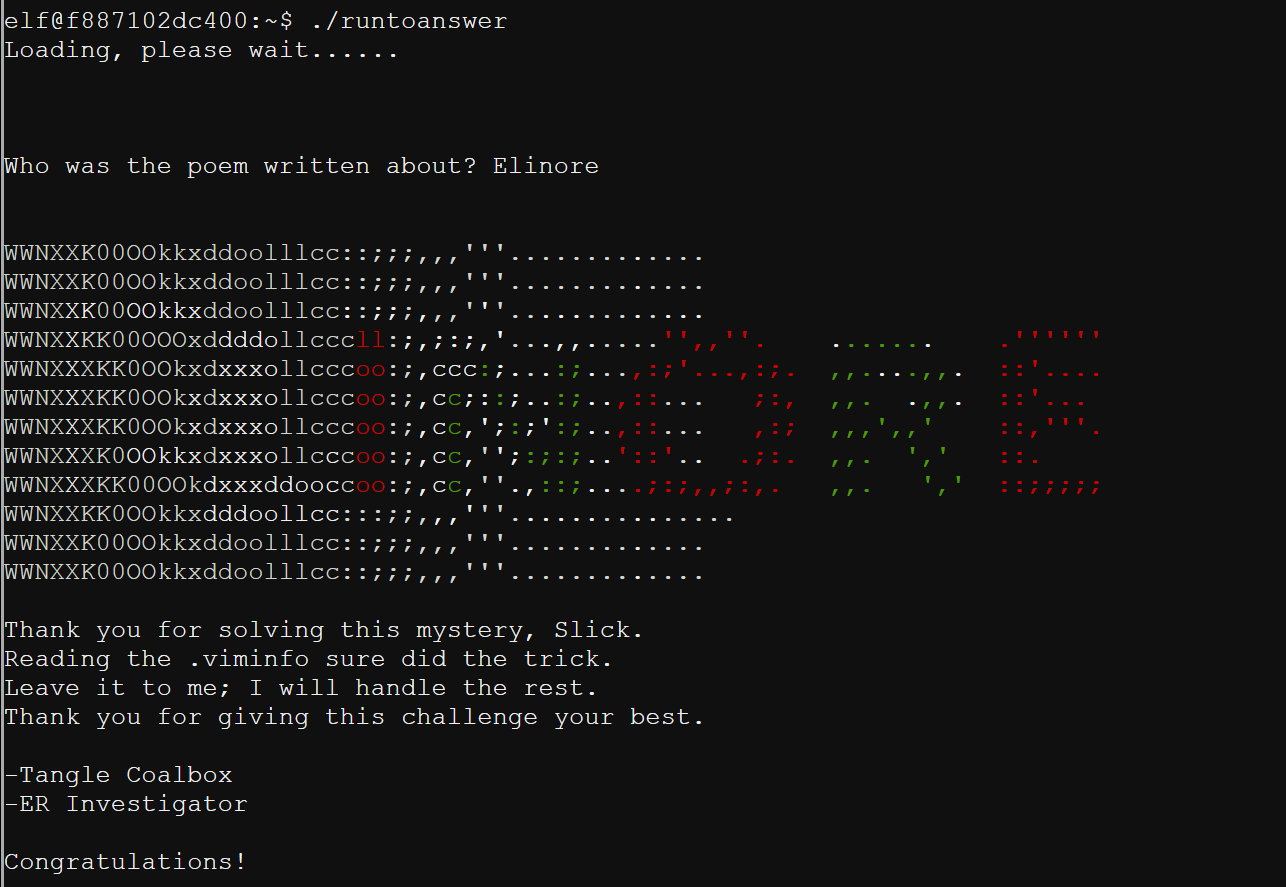 elf@f887102dc400:~$ ./runtoanswer
Loading, please wait......
Who was the poem written about? Elinore
WWNXXK00OOkkxddoolllcc::;;;,,,'''.............
WWNXXK00OOkkxddoolllcc::;;;,,,'''.............
WWNXXK00OOkkxddoolllcc::;;;,,,'''.............
WWNXXKK00OOOxddddollcccll:;,;:;,'...,,.....'',,''.    .......    .''''''
WWNXXXKK0OOkxdxxxollcccoo:;,ccc:;...:;...,:;'...,:;.  ,,....,,.  ::'....
WWNXXXKK0OOkxdxxxollcccoo:;,cc;::;..:;..,::...   ;:,  ,,.  .,,.  ::'...
WWNXXXKK0OOkxdxxxollcccoo:;,cc,';:;':;..,::...   ,:;  ,,,',,'    ::,'''.
WWNXXXKK0OOkxdxxxollcccoo:;,cc,'';:;:;..'::'..  .;:.  ,,.  ','   ::.
WWNXXXKK00OOkdxxxddooccoo:;,cc,''.,::;....;:;,,;:,.   ,,.   ','  ::;;;;;
WWNXXKK0OOkkxdddoollcc:::;;,,,'''...............
WWNXXK00OOkkxddoolllcc::;;;,,,'''.............
WWNXXK00OOkkxddoolllcc::;;;,,,'''.............
Thank you for solving this mystery, Slick.
Reading the .viminfo sure did the trick.
Leave it to me; I will handle the rest.
Thank you for giving this challenge your best.
-Tangle Coalbox
-ER Investigator
Congratulations!